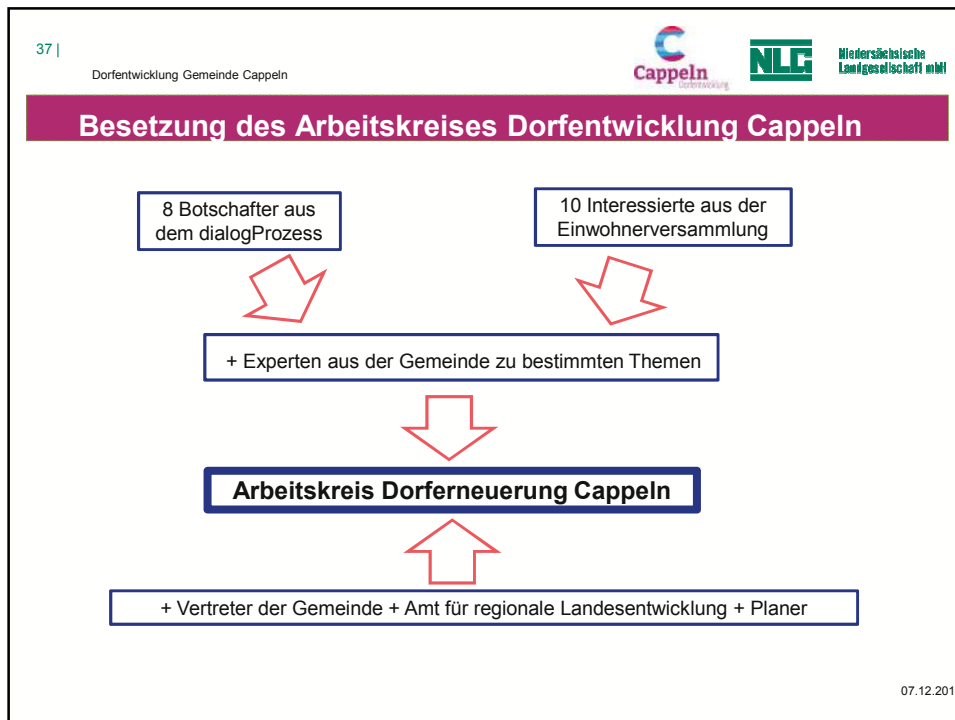 37 |
Dorfentwicklung Gemeinde Cappeln
Cappeln
Dorfentwicklung
NLG
Niedersächsische
Landgesellschaft mbH
Besetzung des Arbeitskreises Dorfentwicklung Cappeln
8 Botschafter aus
dem dialogProzess
10 Interessierte aus der
Einwohnerversammlung
+ Experten aus der Gemeinde zu bestimmten Themen
Arbeitskreis Dorferneuerung Cappeln
+ Vertreter der Gemeinde + Amt für regionale Landesentwicklung + Planer
07.12.201